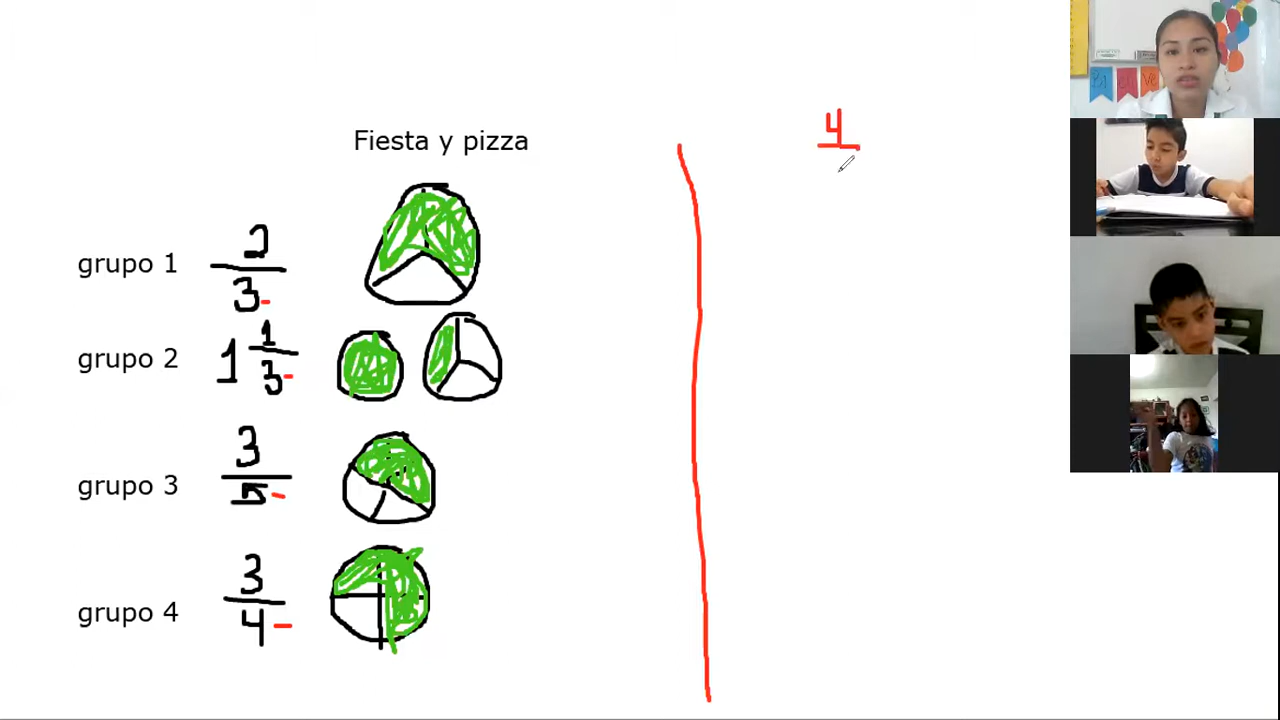 Fiesta y pizza
grupo 1 2/3-
grupo 2 1 1/3-
grupo 3 3/5-
grupo 4 3/4-
4